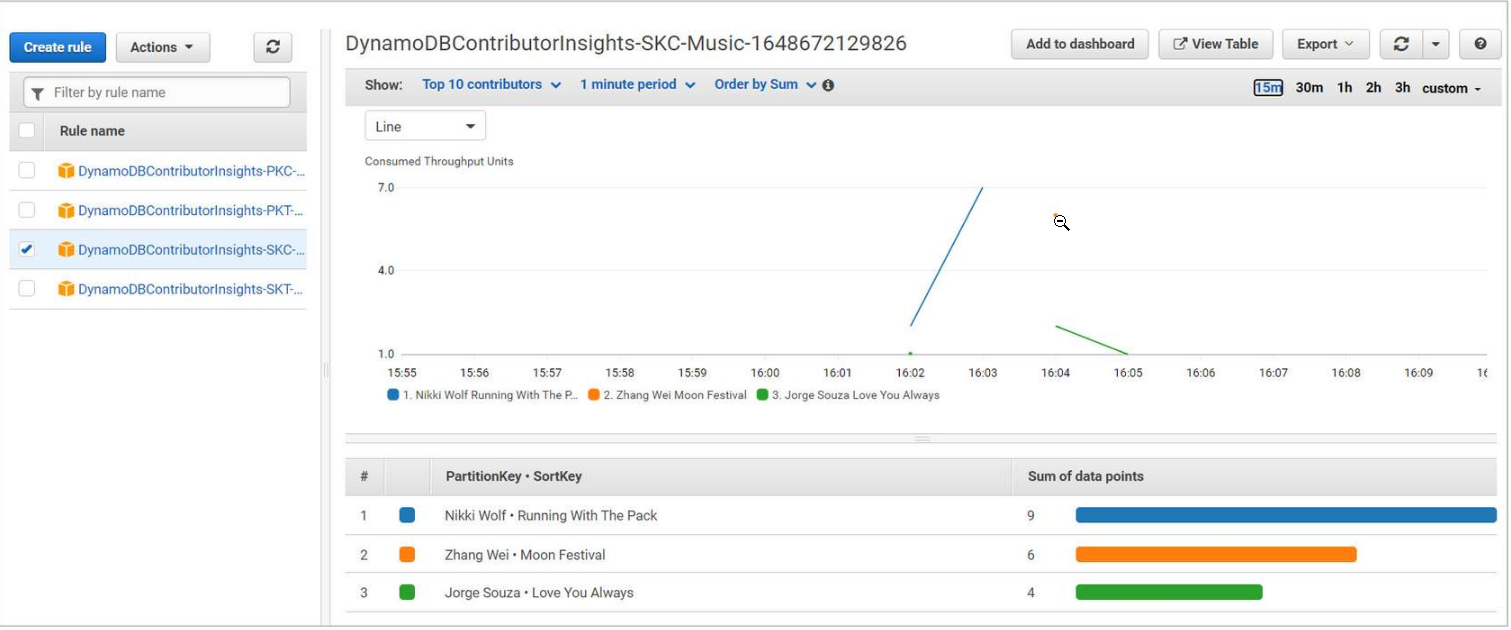 Create rule
Actions
Filter by rule name
Rule name
DynamoDBContributorInsights-PKC-...
DynamoDBContributorInsights-PKT-...
DynamoDBContributorInsights-SKC-...
DynamoDBContributorInsights-SKT-...
DynamoDBContributorInsights-SKC-Music-1648672129826
Add to dashboard View Table Export
Show: Top 10 contributors 1 minute period Order by Sum 15m 30m 1h 2h 3h custom
Line
Consumed Throughput Units
7.0
4.0
1.0
15:55 15:56 15:57 15:58 15:59 16:00 16:01 16:02 16:03 16:04 16:05 16:06 16:07 16:08 16:09 16
1. Nikki Wolf Running With The P... 2. Zhang Wei Moon Festival 3. Jorge Souza Love You Always
# PartitionKey • SortKey Sum of data points
1 Nikki Wolf • Running With The Pack 9
2 Zhang Wei • Moon Festival 6
3 Jorge Souza • Love You Always 4